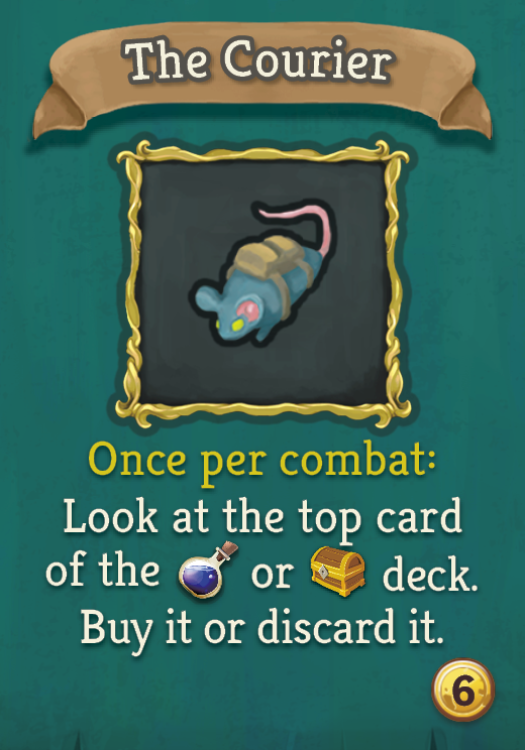 The Courier
Once per combat:
Look at the top card
of the or deck.
Buy it or discard it.
6